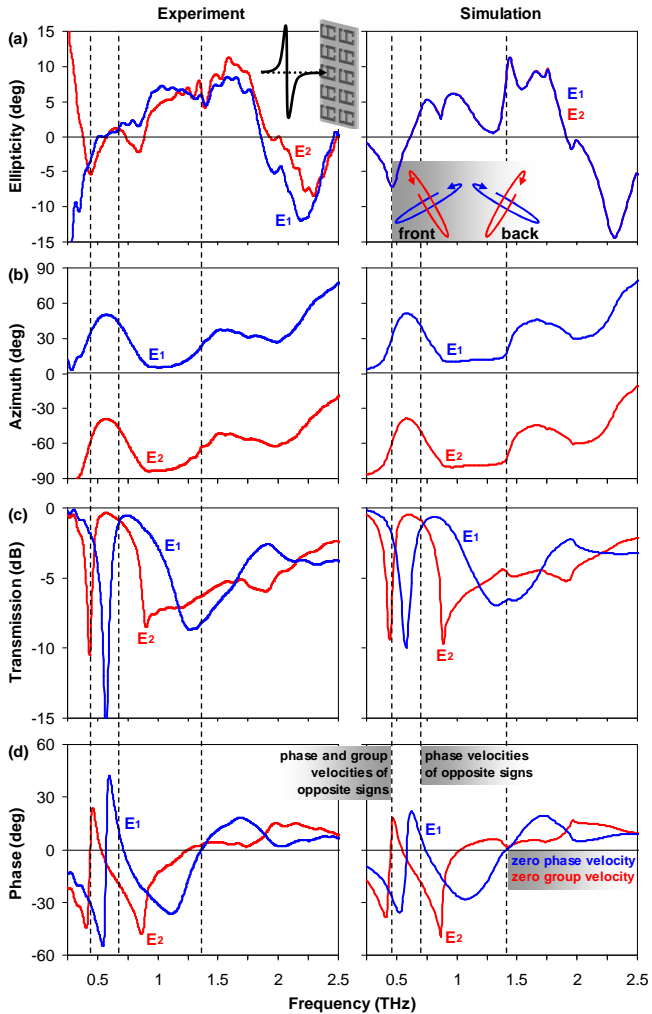 Experiment Simulation
(a)
15
10
5
0
-5
-10
-15
Ellipticity (deg)
E2
E1
E1
E2
front back
(b)
90
60
30
0
-30
-60
-90
Azimuth (deg)
E1
E2
E1
E2
(c)
0
-5
-10
-15
Transmission (dB)
E1
E2
E1
E2
(d)
60
30
0
-30
-60
Phase (deg)
E1
E2
phase and group
velocities of
opposite signs
phase velocities
of opposite signs
E1
E2
zero phase velocity
zero group velocity
0.5 1 1.5 2 2.5 0.5 1 1.5 2 2.5
Frequency (THz)